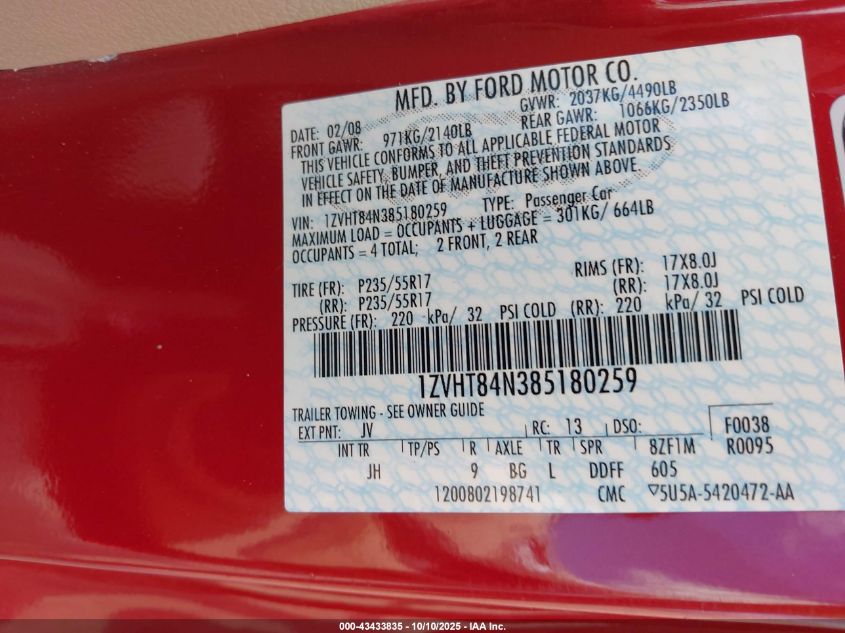 MFD. BY FORD MOTOR CO.
DATE: 02/08 GVWR: 2037KG/4490LB
FRONT GAWR: 971KG/2140LB REAR GAWR: 1066KG/2350LB
THIS VEHICLE CONFORMS TO ALL APPLICABLE FEDERAL MOTOR
VEHICLE SAFETY, BUMPER, AND THEFT PREVENTION STANDARDS
IN EFFECT ON THE DATE OF MANUFACTURE SHOWN ABOVE
VIN: 1ZVHT84N385180259 TYPE: Passenger Car
MAXIMUM LOAD = OCCUPANTS + LUGGAGE = 301KG/ 664LB
OCCUPANTS = 4 TOTAL; 2 FRONT, 2 REAR
TIRE (FR): P235/55R17 RIMS (FR): 17X8.0J
(RR): P235/55R17 (RR): 17X8.0J
PRESSURE (FR): 220 kPa/ 32 PSI COLD (RR): 220 kPa/ 32 PSI COLD
1ZVHT84N385180259
TRAILER TOWING - SEE OWNER GUIDE
EXT PNT: JV RC: 13 DSO: F0038
INT TR TP/PS R AXLE TR SPR 8ZF1M R0095
JH 9 BG L DDFF 605
1200802198741 CMC ▽5U5A-5420472-AA
000-43433835 - 10/10/2025 - IAA Inc.